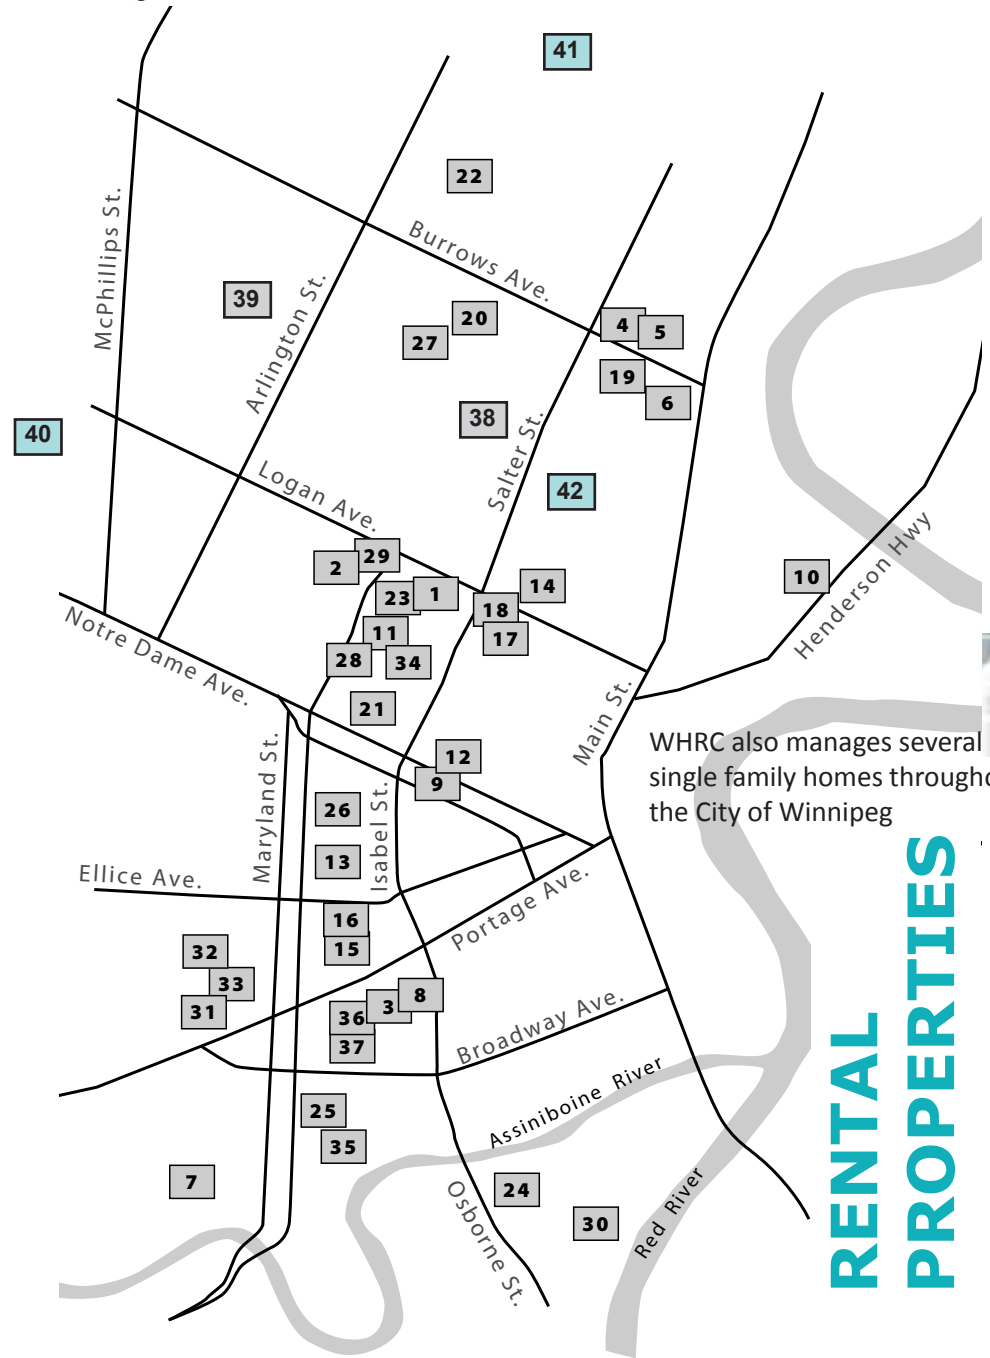 41
22
McPhillips St.
Burrows Ave.
39
Arlington St.
20
4
5
27
19
6
38
40
Salter St.
42
Logan Ave.
29
2
14
10
Henderson Hwy
23
1
18
11
17
28
34
Notre Dame Ave.
21
Main St.
WHRC also manages several
single family homes
the City of Winnipeg
12
9
Maryland St.
26
Isabel St.
13
Ellice Ave.
Portage Ave.
16
15
32
33
31
8
3
36
37
Broadway Ave.
Assiniboine River
25
35
7
24
30
Osborne St.
Red River
RENTAL
PROPERTIES